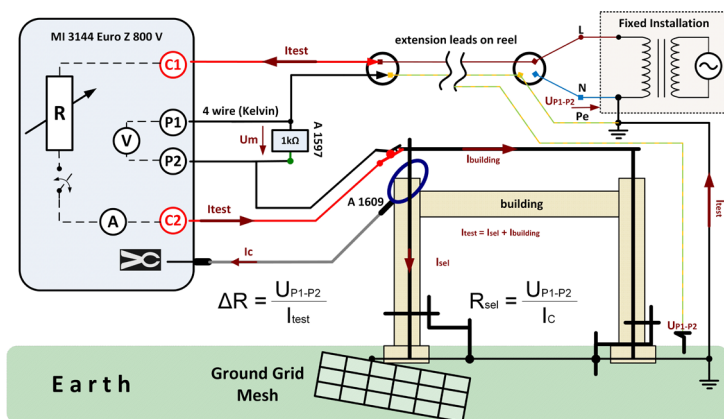 MI 3144 Euro Z 800 V
C1
Itest
extension leads on reel
L
Fixed Installation
R
P1
4 wire (Kelvin)
A 1597
N
UP1-P2
Pe
V
Um
1kΩ
P2
Ibuilding
A
C2
Itest
A 1609
building
Itest = Isel + Ibuilding
Itest
Ic
Isel
ΔR = UP1-P2 / Itest
Rsel = UP1-P2 / IC
UP1-P2
Earth
Ground Grid
Mesh